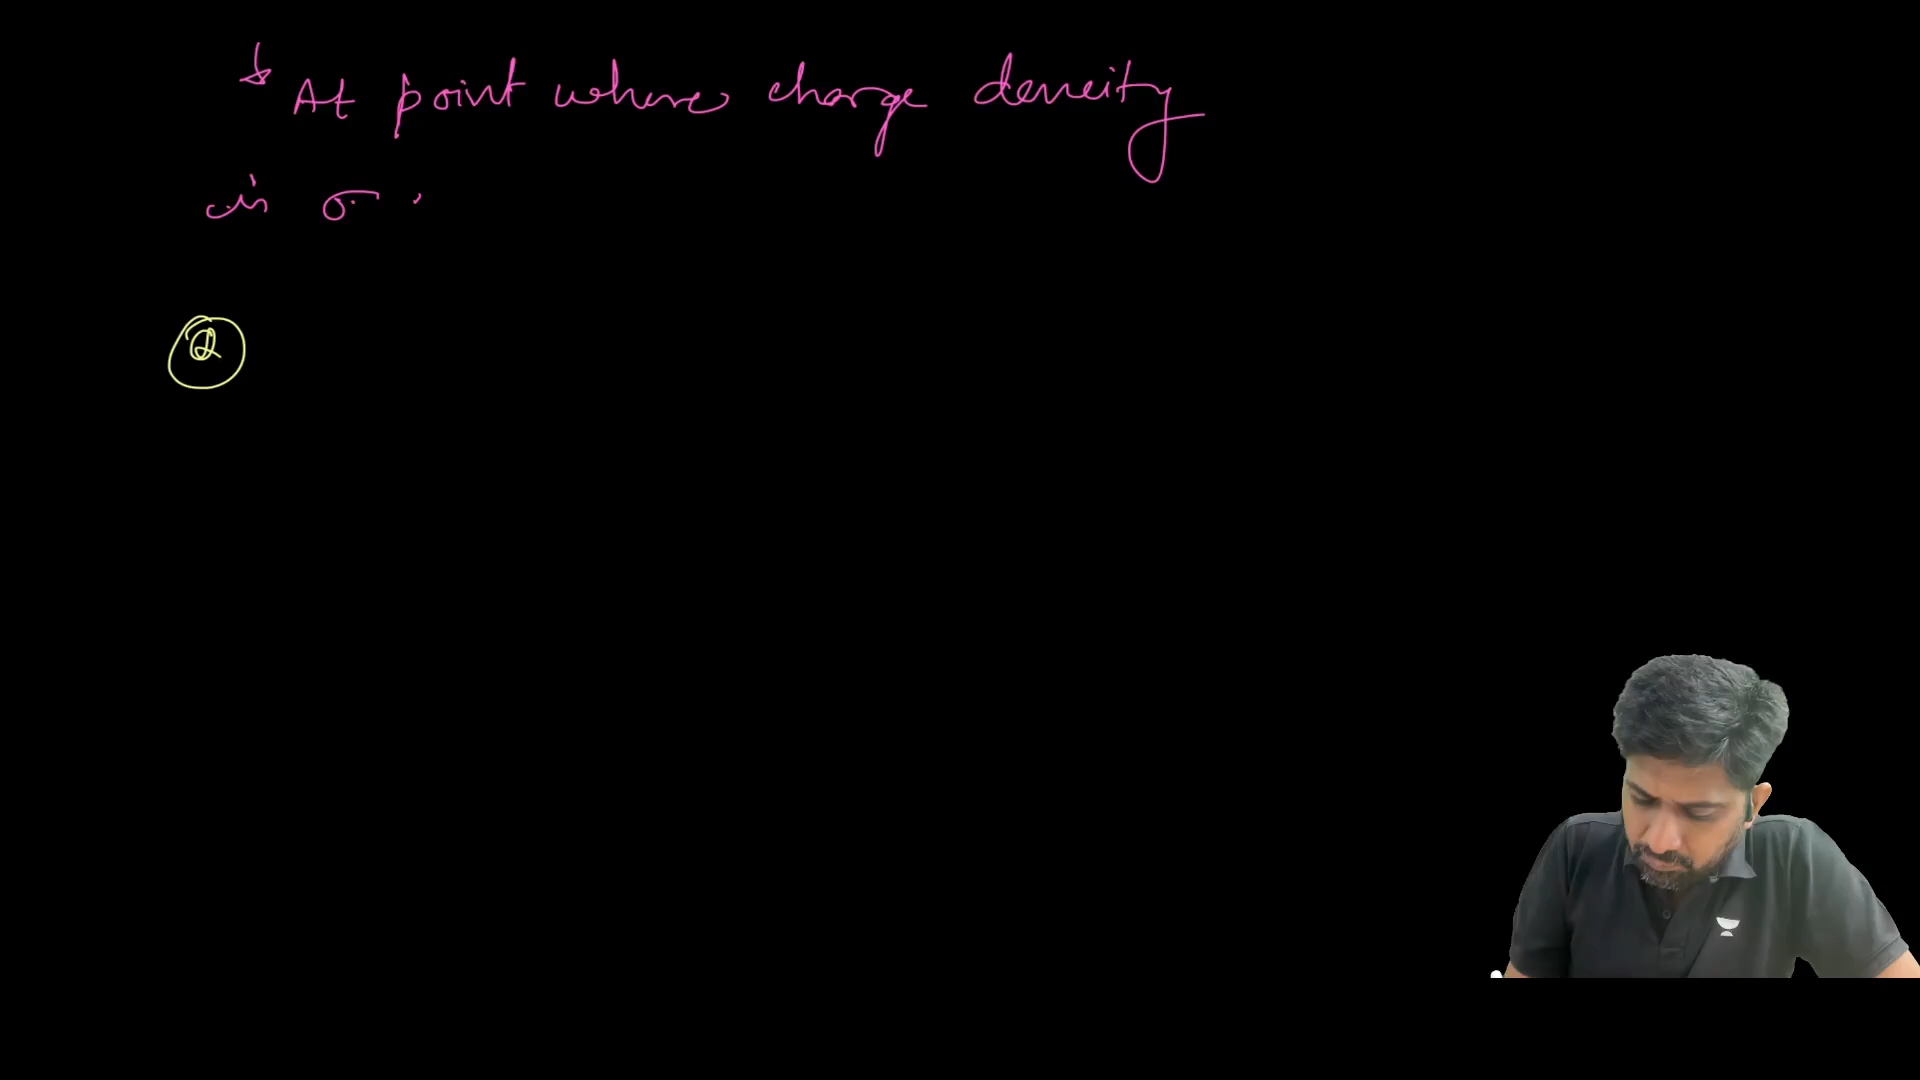 ↓ At point where charge density
is σ .
Q